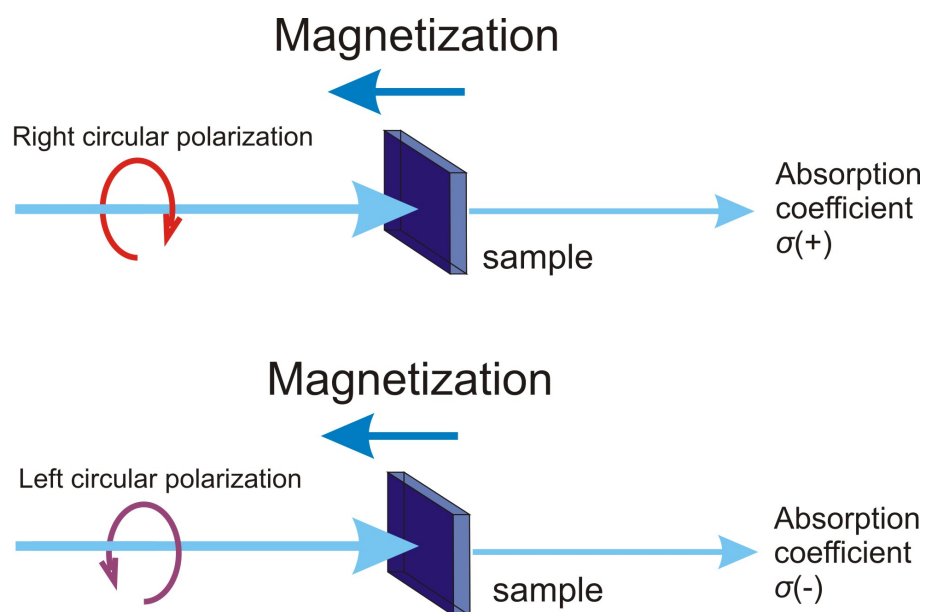 Magnetization
Right circular polarization
Absorption
coefficient
σ(+)
sample
Magnetization
Left circular polarization
Absorption
coefficient
σ(-)
sample